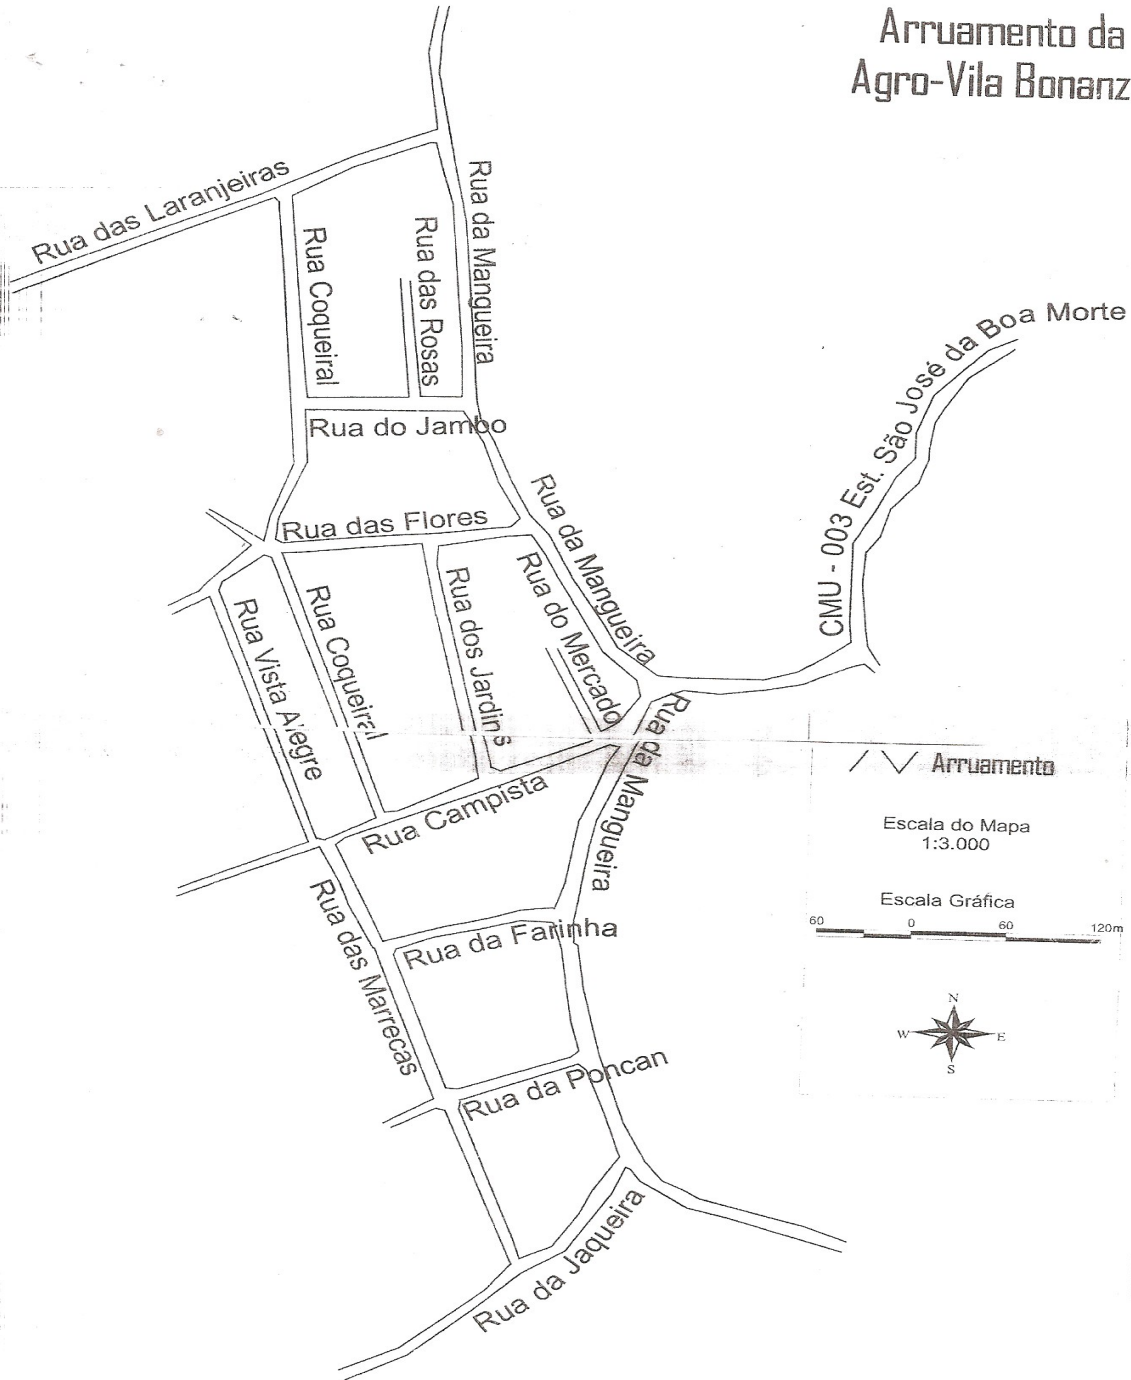 Arruamento da
Agro-Vila Bonanz
Rua das Laranjeiras
Rua da Mangueira
Rua Coqueiral
Rua das Rosas
CMU - 003 Est. São José da Boa Morte
Rua do Jambo
Rua das Flores
Rua da Mangueira
Rua do Mercado
Rua dos Jardins
Rua Coqueiral
Rua Vista Alegre
Rua da Mangueira
Rua Campista
Arruamento
Escala do Mapa
1:3.000
Escala Gráfica
60 0 60 120m
Rua das Marrecas
Rua da Farinha
N
W E
S
Rua da Poncan
Rua da Jaqueira